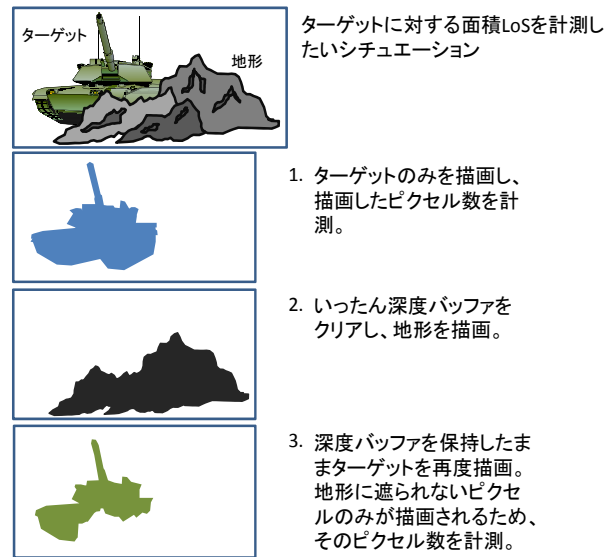 ターゲット
地形
ターゲットに対する面積LoSを計測し
たいシチュエーション
1. ターゲットのみを描画し、
描画したピクセル数を計
測。
2. いったん深度バッファを
クリアし、地形を描画。
3. 深度バッファを保持したま
まターゲットを再度描画。
地形に遮られないピクセ
ルのみが描画されるため、
そのピクセル数を計測。